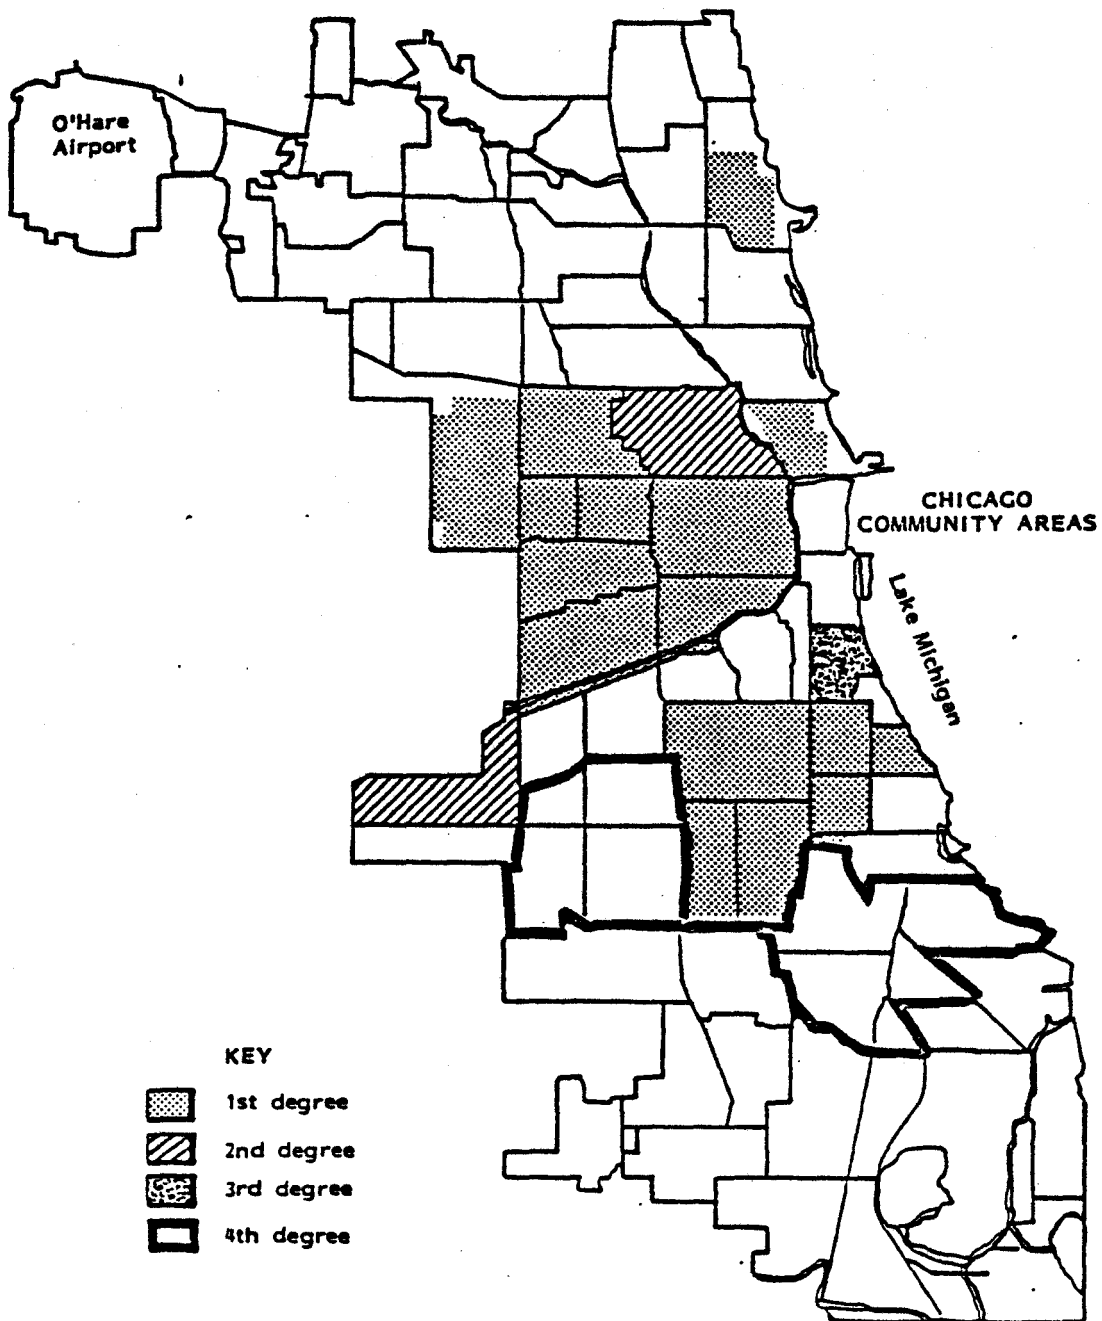 O'Hare
Airport
CHICAGO
COMMUNITY AREAS
Lake Michigan
KEY
1st degree
2nd degree
3rd degree
4th degree